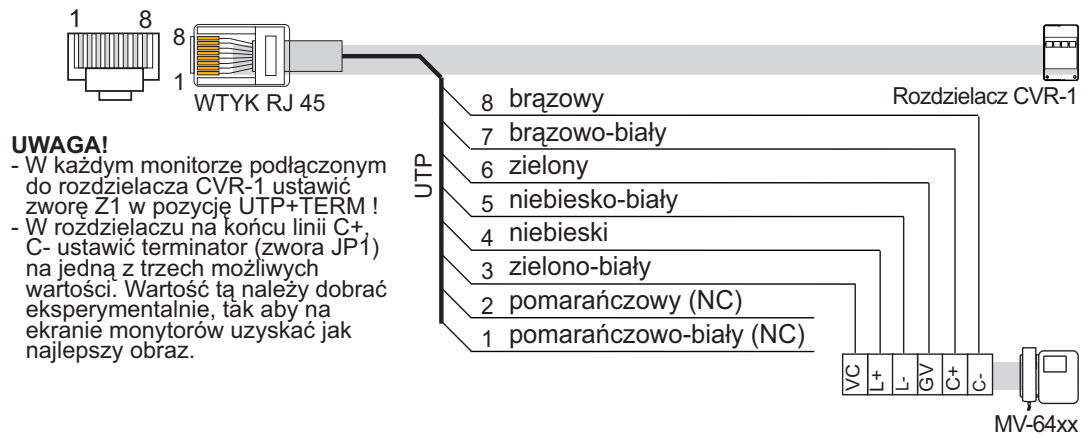 1 8
8
1
WTYK RJ 45
Rozdzielacz CVR-1
UWAGA!
- W każdym monitorze podłączonym
do rozdzielacza CVR-1 ustawić
zworę Z1 w pozycję UTP+TERM !
- W rozdzielaczu na końcu linii C+,
C- ustawić terminator (zwora JP1)
na jedną z trzech możliwych
wartości. Wartość tą należy dobrać
eksperymentalnie, tak aby na
ekranie monytorów uzyskać jak
najlepszy obraz.
UTP
8 brązowy
7 brązowo-biały
6 zielony
5 niebiesko-biały
4 niebieski
3 zielono-biały
2 pomarańczowy (NC)
1 pomarańczowo-biały (NC)
VC L+ L- GV C+ C-
MV-64xx